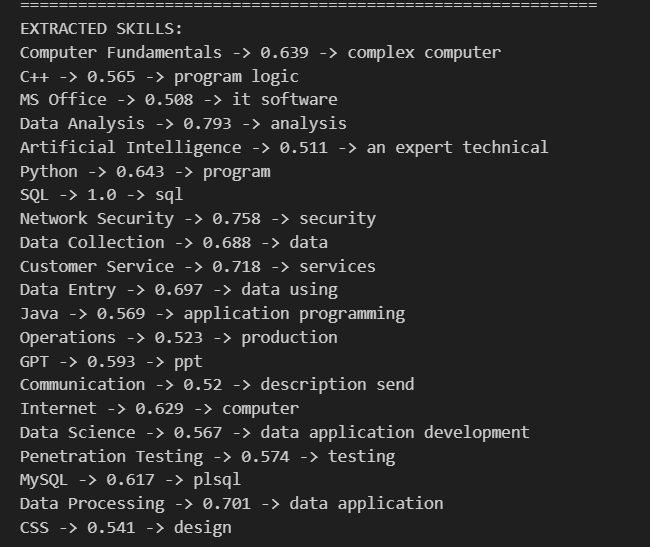 ============================================================
EXTRACTED SKILLS:
Computer Fundamentals -> 0.639 -> complex computer
C++ -> 0.565 -> program logic
MS Office -> 0.508 -> it software
Data Analysis -> 0.793 -> analysis
Artificial Intelligence -> 0.511 -> an expert technical
Python -> 0.643 -> program
SQL -> 1.0 -> sql
Network Security -> 0.758 -> security
Data Collection -> 0.688 -> data
Customer Service -> 0.718 -> services
Data Entry -> 0.697 -> data using
Java -> 0.569 -> application programming
Operations -> 0.523 -> production
GPT -> 0.593 -> ppt
Communication -> 0.52 -> description send
Internet -> 0.629 -> computer
Data Science -> 0.567 -> data application development
Penetration Testing -> 0.574 -> testing
MySQL -> 0.617 -> plsql
Data Processing -> 0.701 -> data application
CSS -> 0.541 -> design